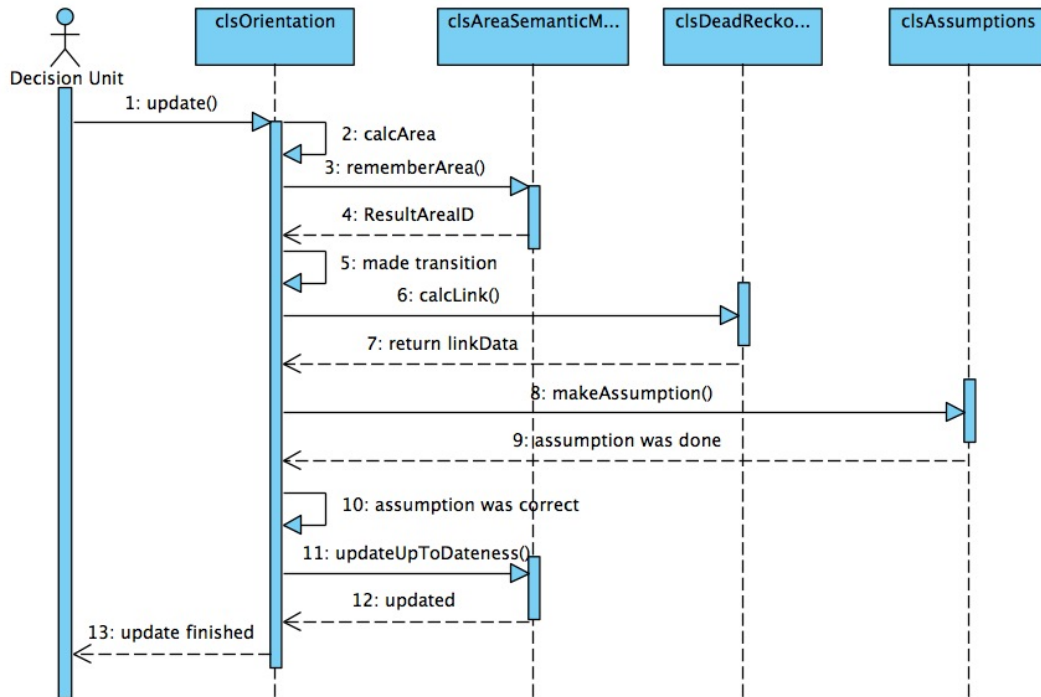 clsOrientation
clsAreaSemanticM...
clsDeadRecko...
clsAssumptions
Decision Unit
1: update()
2: calcArea
3: rememberArea()
4: ResultAreaID
5: made transition
6: calcLink()
7: return linkData
8: makeAssumption()
9: assumption was done
10: assumption was correct
11: updateUpToDateness()
12: updated
13: update finished